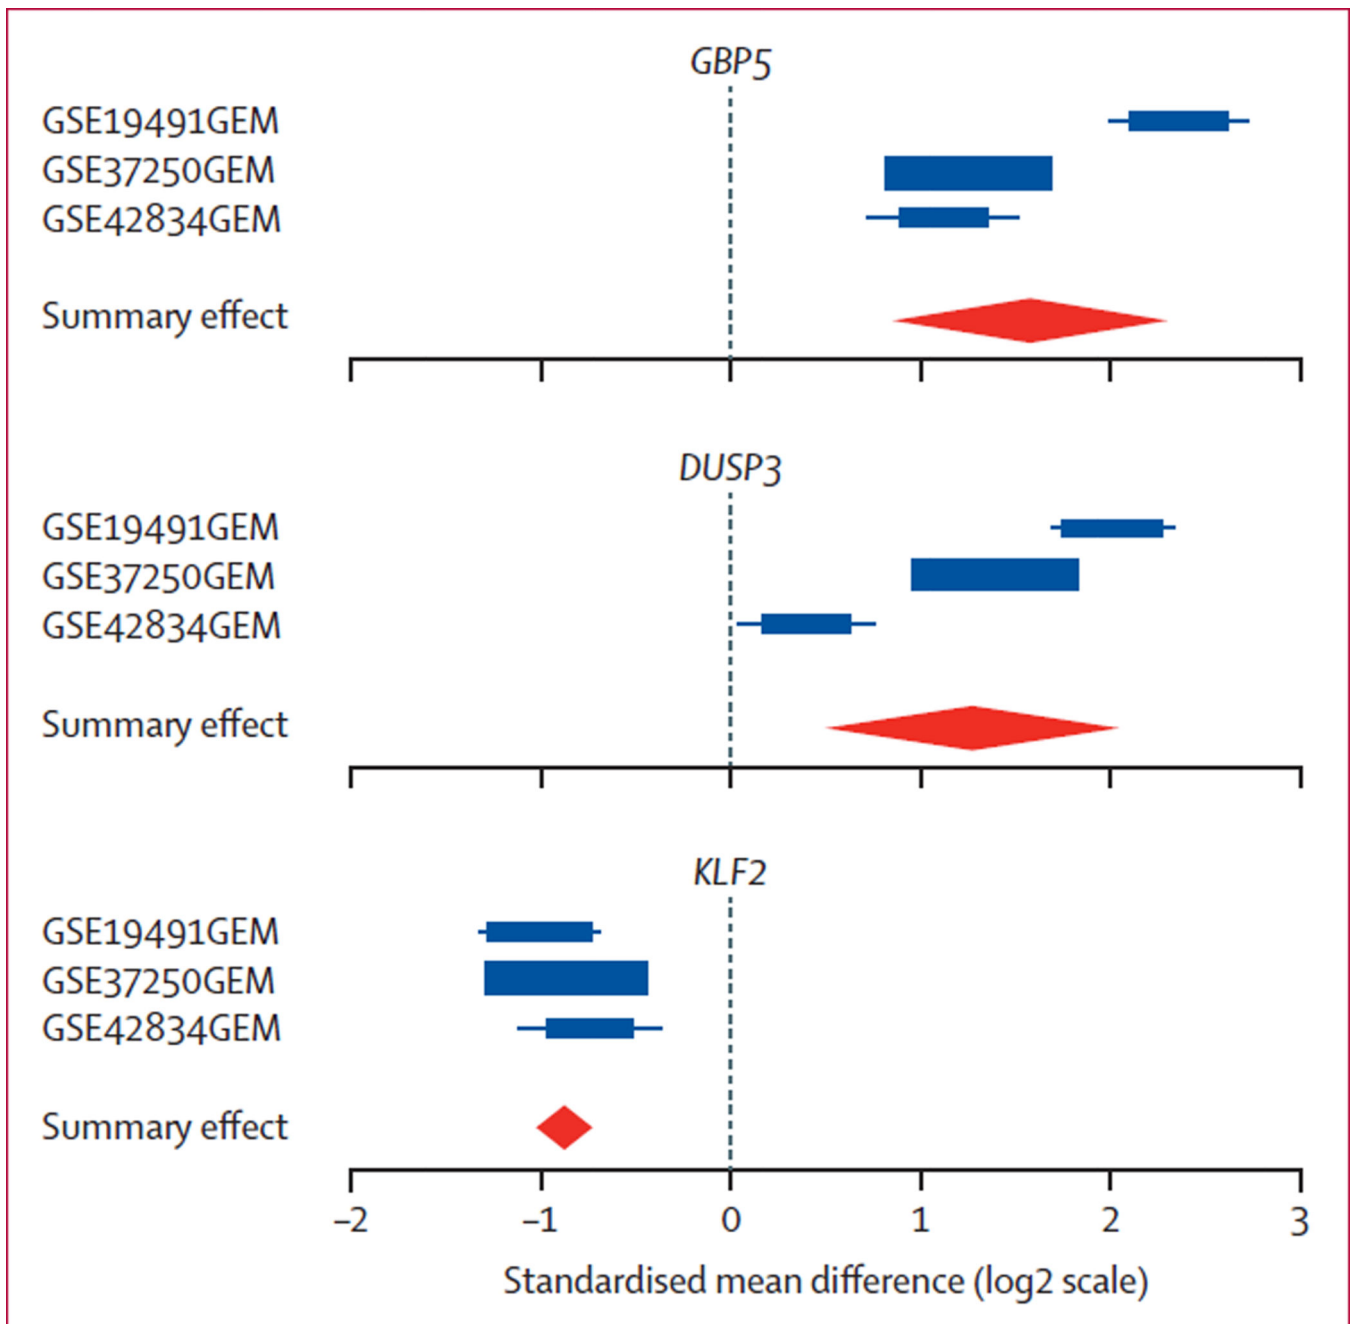 GBP5
GSE19491GEM
GSE37250GEM
GSE42834GEM
Summary effect
DUSP3
GSE19491GEM
GSE37250GEM
GSE42834GEM
Summary effect
KLF2
GSE19491GEM
GSE37250GEM
GSE42834GEM
Summary effect
–2 –1 0 1 2 3
Standardised mean difference (log2 scale)